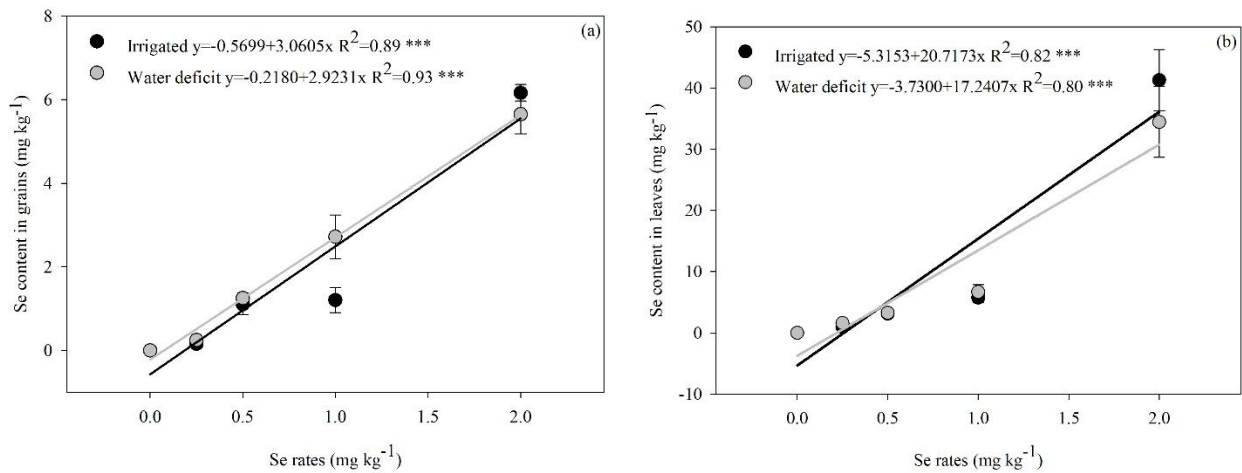 (a)
Irrigated y=-0.5699+3.0605x R²=0.89 ***
Water deficit y=-0.2180+2.9231x R²=0.93 ***
Se content in grains (mg kg⁻¹)
8
6
4
2
0
0.0 0.5 1.0 1.5 2.0
Se rates (mg kg⁻¹)
(b)
Irrigated y=-5.3153+20.7173x R²=0.82 ***
Water deficit y=-3.7300+17.2407x R²=0.80 ***
Se content in leaves (mg kg⁻¹)
50
40
30
20
10
0
-10
0.0 0.5 1.0 1.5 2.0
Se rates (mg kg⁻¹)